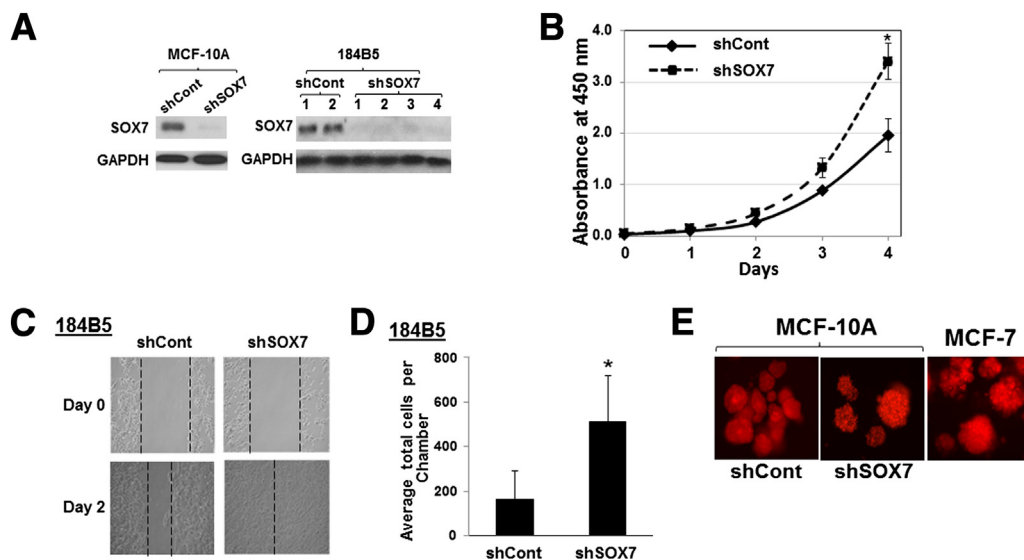 A
MCF-10A
shCont
shSOX7
SOX7
GAPDH
184B5
shCont shSOX7
1 2 1 2 3 4
SOX7
GAPDH
B
shCont
shSOX7
*
Absorbance at 450 nm
4.0
3.0
2.0
1.0
0.0
0 1 2 3 4
Days
C
184B5
shCont shSOX7
Day 0
Day 2
D
184B5
Average total cells per
Chamber
800
600
400
200
0
*
shCont shSOX7
E
MCF-10A
MCF-7
shCont shSOX7